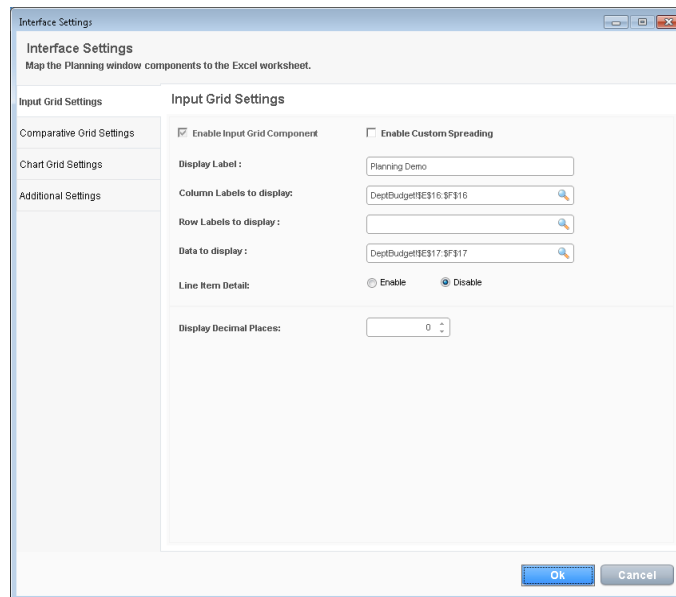 Interface Settings
Interface Settings
Map the Planning window components to the Excel worksheet.
Input Grid Settings
Comparative Grid Settings
Chart Grid Settings
Additional Settings
Input Grid Settings
Enable Input Grid Component
Enable Custom Spreading
Display Label :
Planning Demo
Column Labels to display:
DeptBudget!$E$16:$F$16
Row Labels to display :
Data to display :
DeptBudget!$E$17:$F$17
Line Item Detail:
Enable
Disable
Display Decimal Places:
0
Ok
Cancel